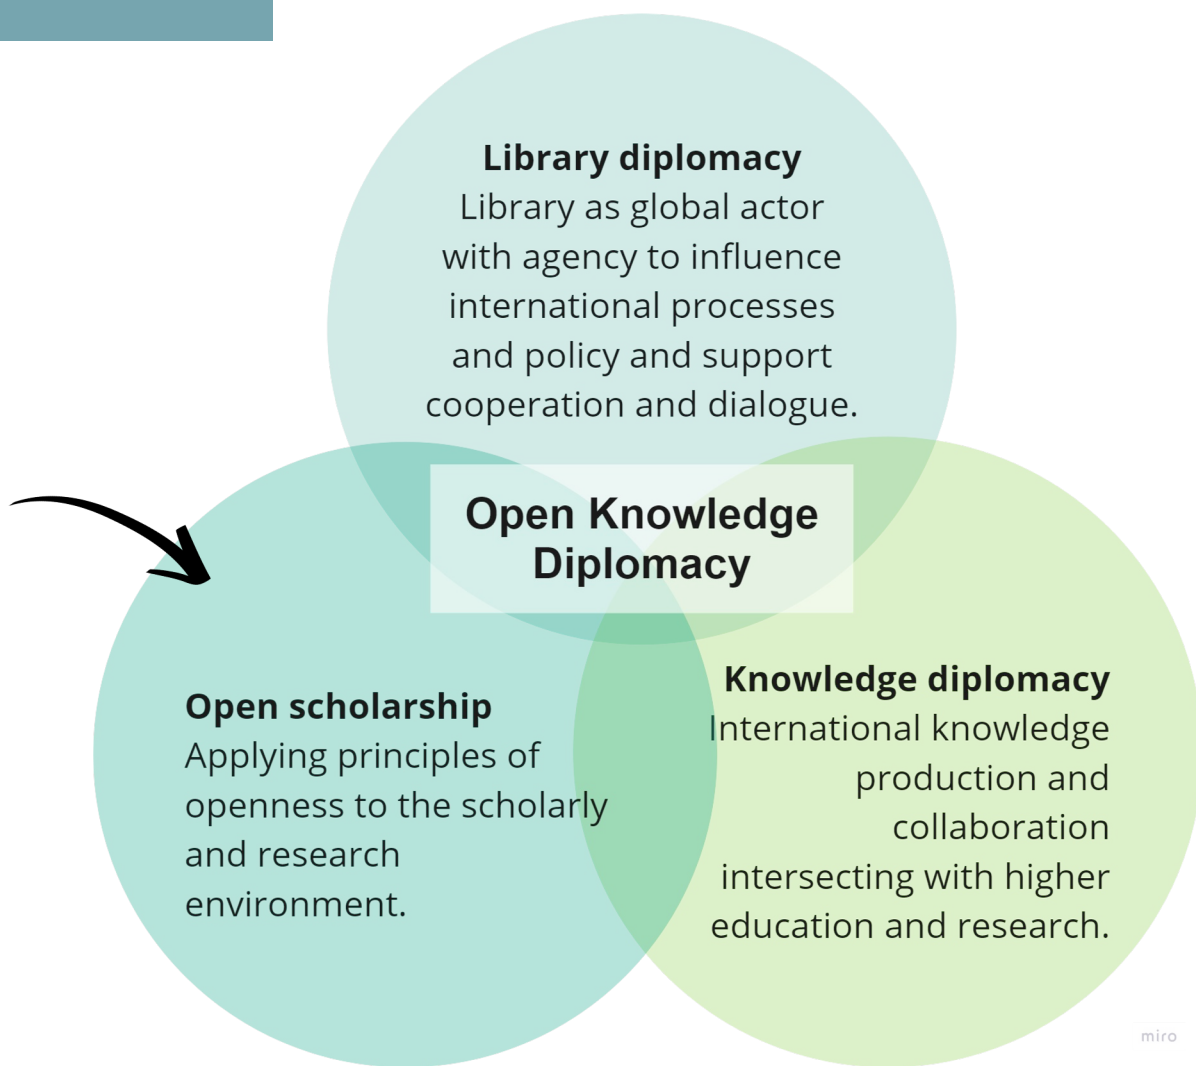 Library diplomacy
Library as global actor
with agency to influence
international processes
and policy and support
cooperation and dialogue.
Open Knowledge
Diplomacy
Open scholarship
Applying principles of
openness to the scholarly
and research
environment.
Knowledge diplomacy
International knowledge
production and
collaboration
intersecting with higher
education and research.
miro